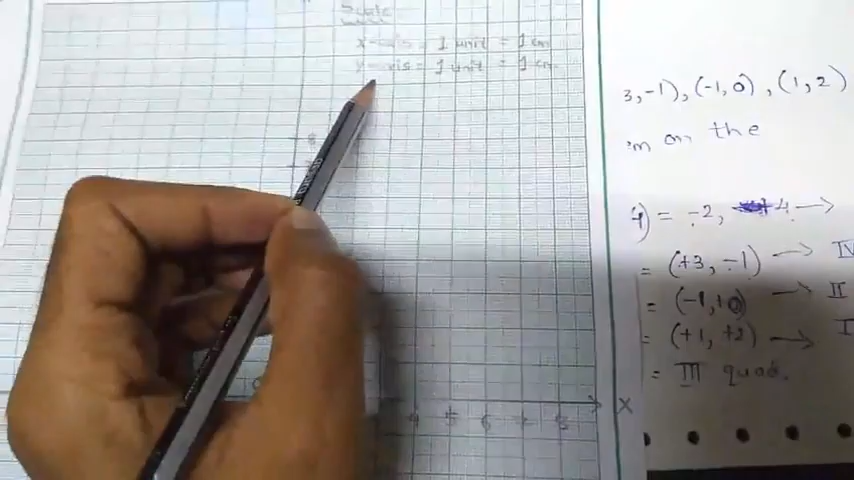 Scale
x-axis = 1 unit = 1 cm
y-axis = 1 unit = 1 cm
4 5 6 7 8 X
3,-1), (-1,0), (1,2)
on the
= -2, 4 →
= (+3, -1) → IV
= (-1,+0) → II
= (+1, +2) → I
= III quad.